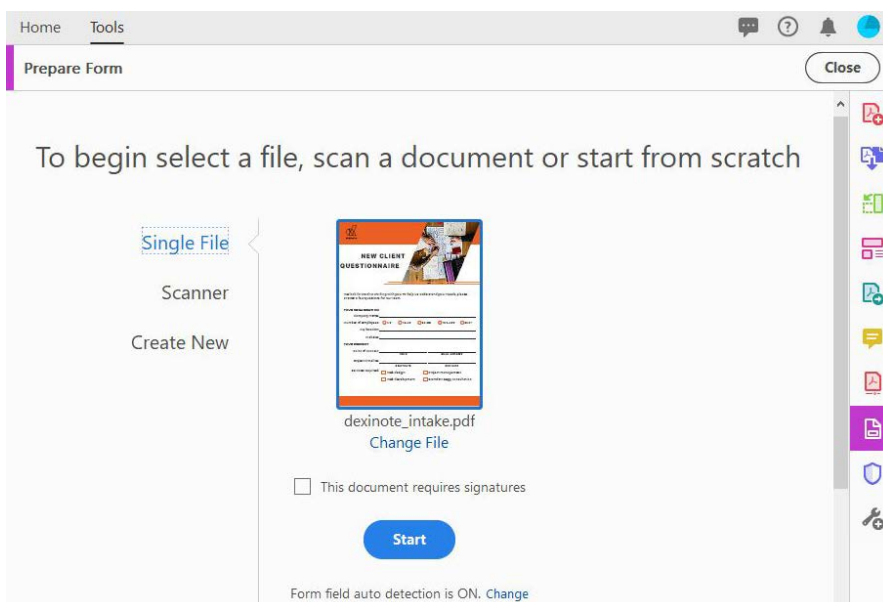 Home Tools
Prepare Form
Close
To begin select a file, scan a document or start from scratch
Single File
Scanner
Create New
NEW CLIENT
QUESTIONNAIRE
dexinote_intake.pdf
Change File
This document requires signatures
Start
Form field auto detection is ON. Change